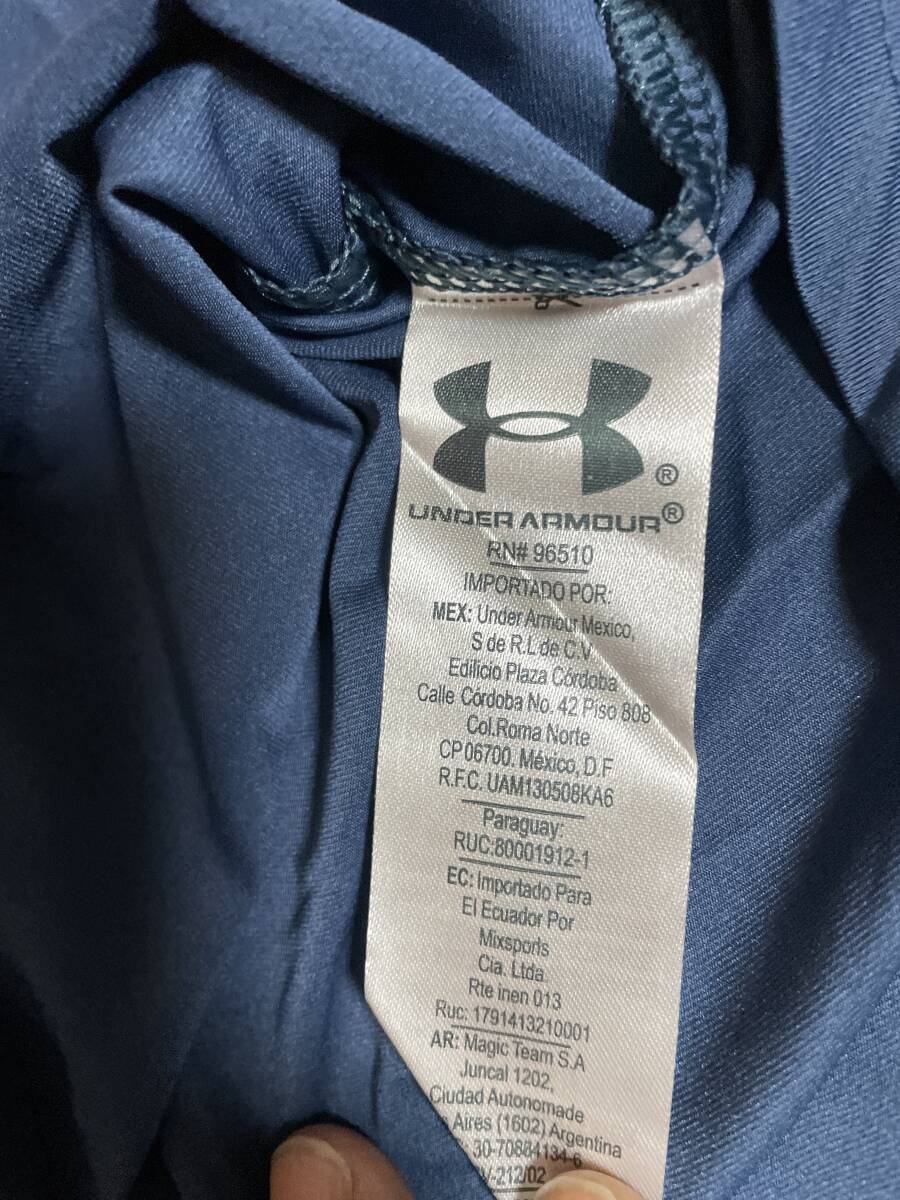 ®
UNDER ARMOUR®
RN# 96510
IMPORTADO POR:
MEX: Under Armour Mexico,
S de R.L de C.V
Edilicio Plaza Córdoba
Calle Córdoba No. 42 Piso 808
Col.Roma Norte
CP 06700. México, D.F
R.F.C. UAM130508KA6
Paraguay:
RUC:80001912-1
EC: Importado Para
El Ecuador Por
Mixsports
Cia. Ltda.
Rte inen 013
Ruc: 1791413210001
AR: Magic Team S.A
Juncal 1202,
Ciudad Autonomade
Aires (1602) Argentina
30-70884134-6
-212/02